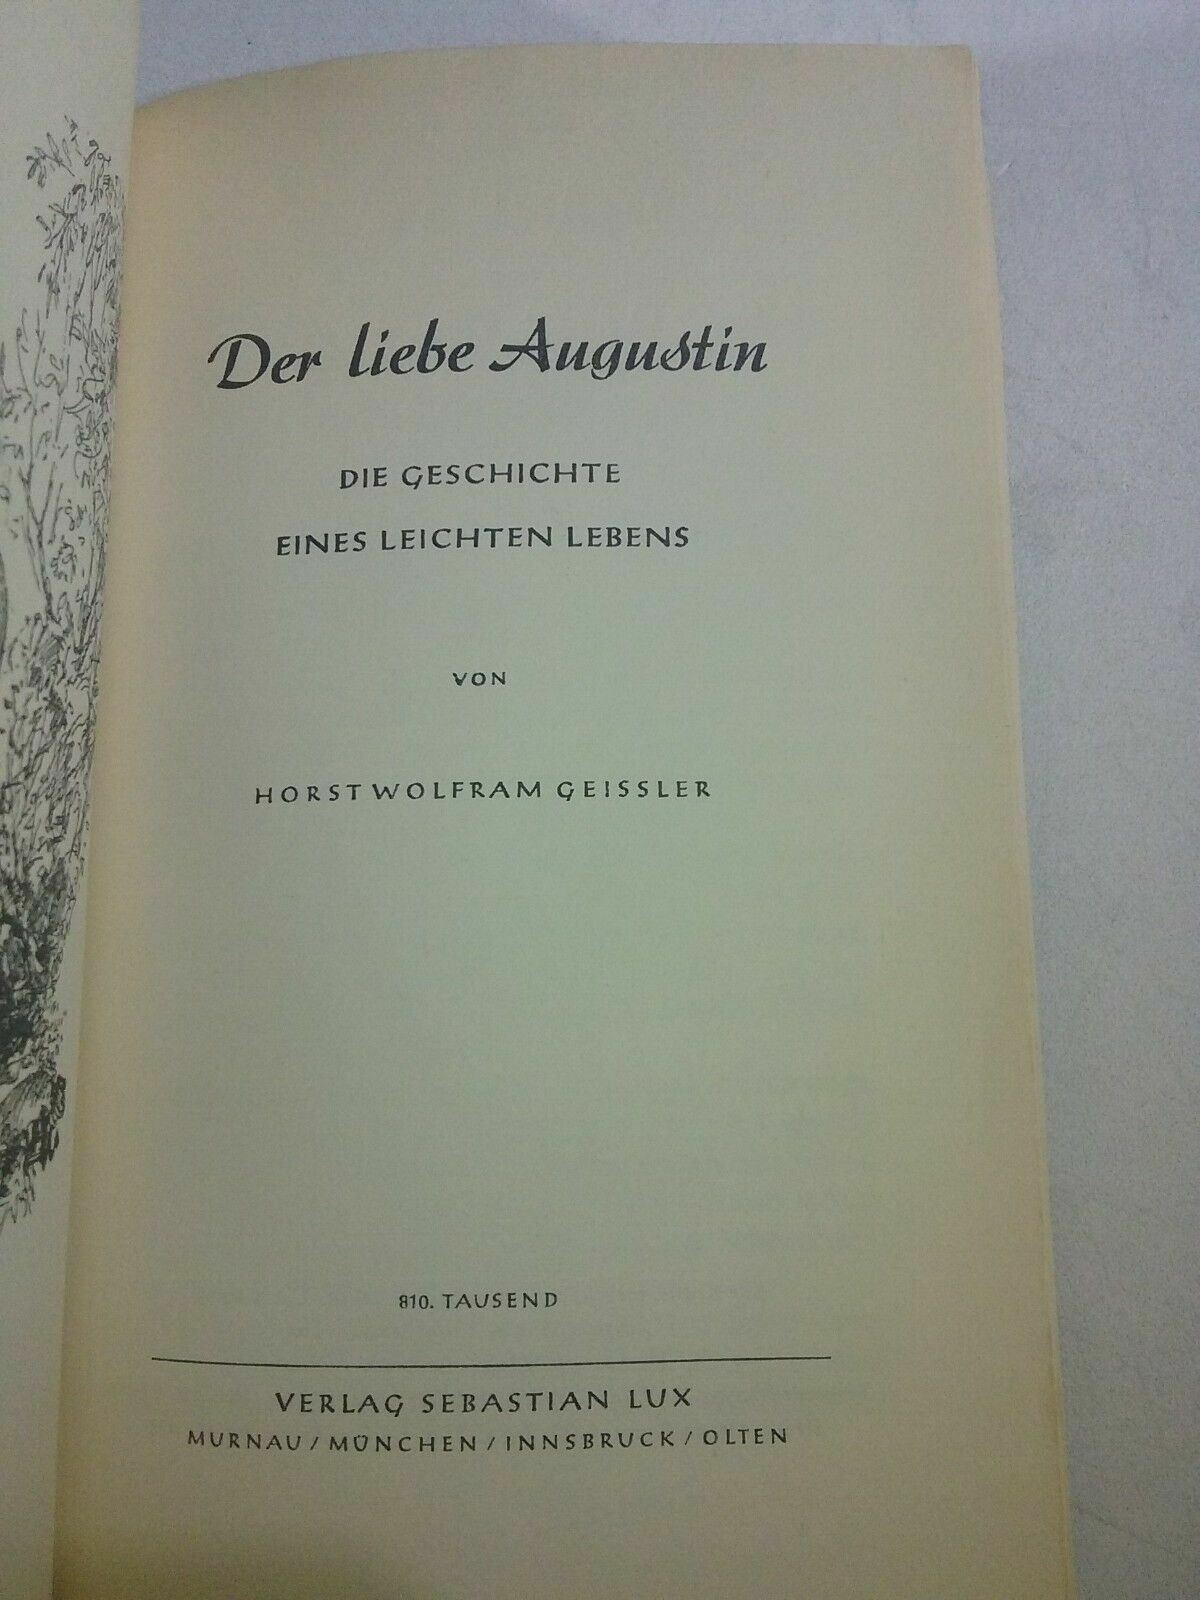 Der liebe Augustin
DIE GESCHICHTE
EINES LEICHTEN LEBENS
VON
HORST WOLFRAM GEISSLER
810. TAUSEND
VERLAG SEBASTIAN LUX
MURNAU / MÜNCHEN / INNSBRUCK / OLTEN